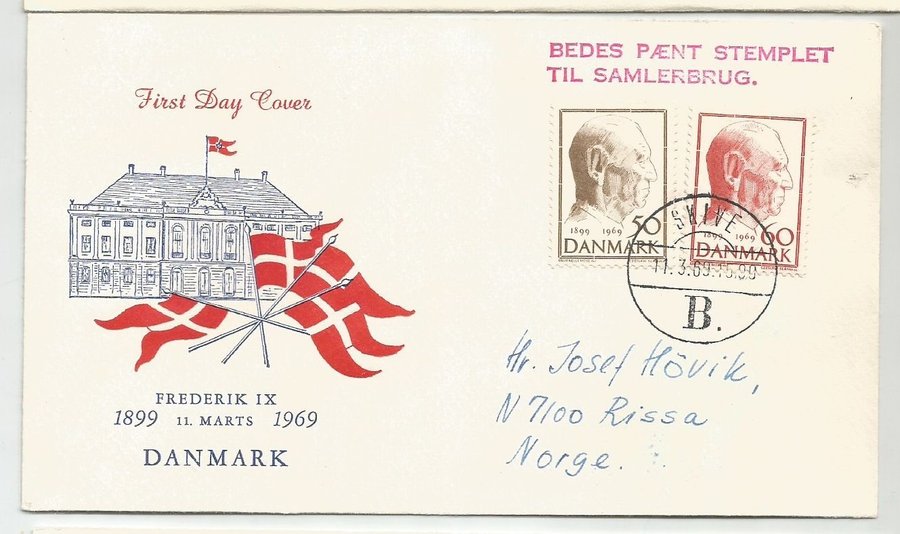 First Day Cover
FREDERIK IX
1899 11. MARTS 1969
DANMARK
BEDES PÆNT STEMPLET
TIL SAMLERBRUG.
1899 1969 50
DANMARK
1899 1969 60
DANMARK
SKIVE
11.3.69
B.
Hr. Josef Hövik,
N 7100 Rissa
Norge.